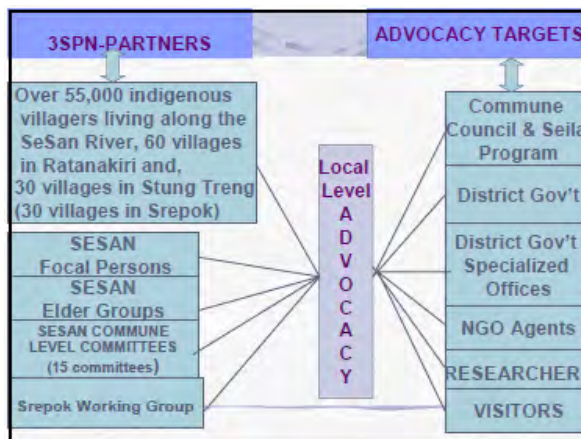 3SPN-PARTNERS
ADVOCACY TARGETS
Over 55,000 indigenous
villagers living along the
SeSan River, 60 villages
in Ratanakiri and,
30 villages in Stung Treng
(30 villages in Srepok)
SESAN
Focal Persons
SESAN
Elder Groups
SESAN COMMUNE
LEVEL COMMITTEES
(15 committees)
Srepok Working Group
Local
Level
A
D
V
O
C
A
C
Y
Commune
Council & Seila
Program
District Gov't
District Gov't
Specialized
Offices
NGO Agents
RESEARCHER
VISITORS